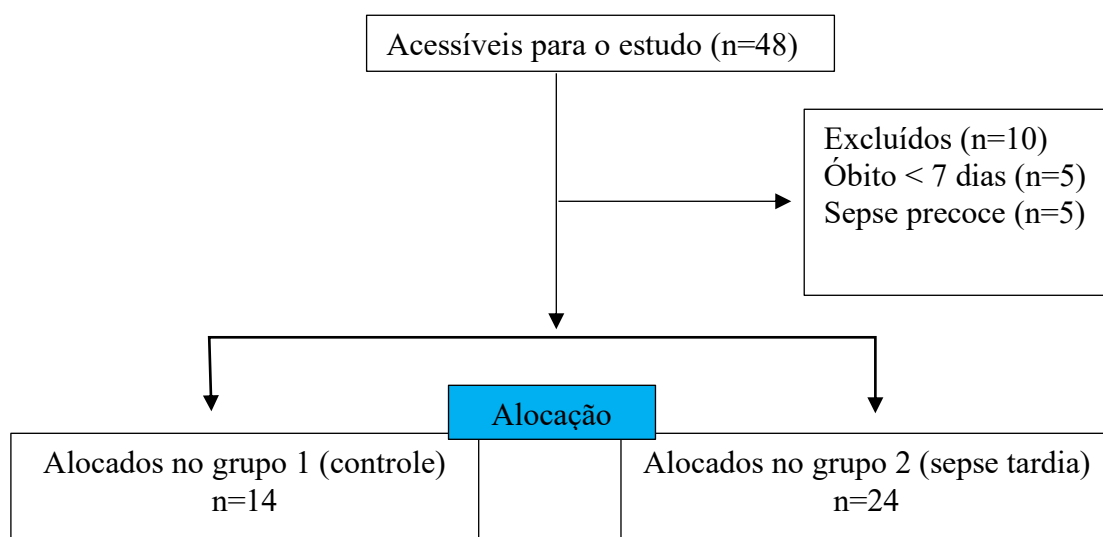 Acessíveis para o estudo (n=48)
Excluídos (n=10)
Óbito < 7 dias (n=5)
Sepse precoce (n=5)
Alocação
Alocados no grupo 1 (controle)
n=14
Alocados no grupo 2 (sepse tardia)
n=24